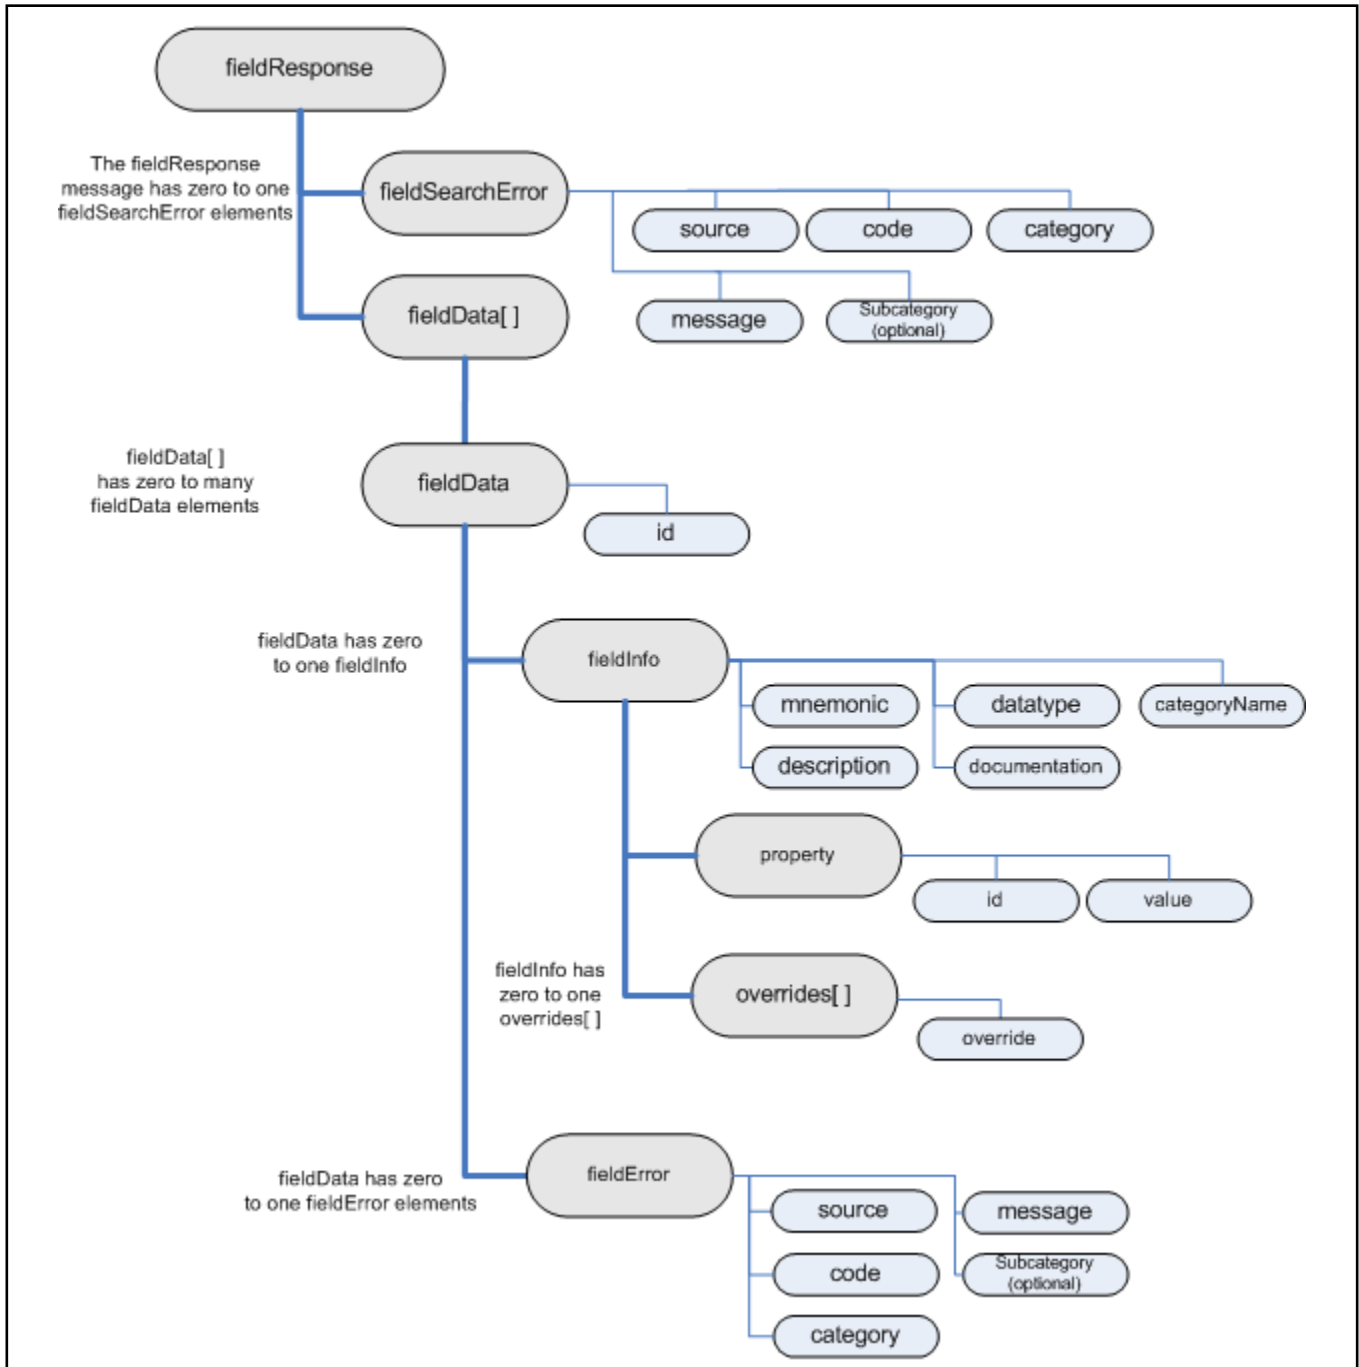 fieldResponse
The fieldResponse
message has zero to one
fieldSearchError elements
fieldSearchError
source
code
category
message
Subcategory
(optional)
fieldData[ ]
fieldData[ ]
has zero to many
fieldData elements
fieldData
id
fieldData has zero
to one fieldInfo
fieldInfo
mnemonic
datatype
categoryName
description
documentation
property
id
value
fieldInfo has
zero to one
overrides[ ]
overrides[ ]
override
fieldData has zero
to one fieldError elements
fieldError
source
message
code
Subcategory
(optional)
category